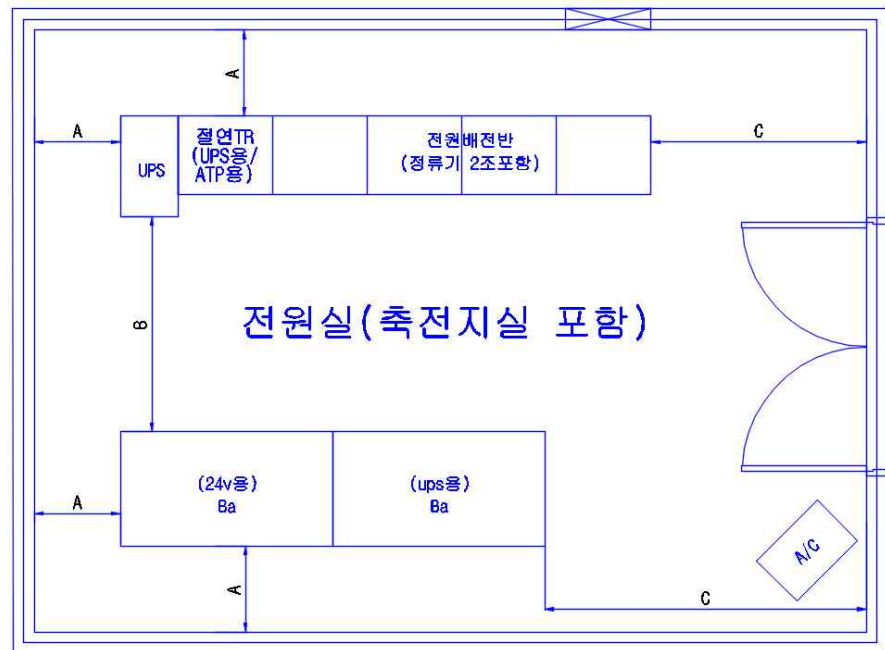 A
A
C
UPS
절연TR
(UPS용/
ATP용)
전원배전반
(정류기 2조포함)
B
전원실(축전지실 포함)
(24v용)
Ba
(ups용)
Ba
A
A
C
A/C